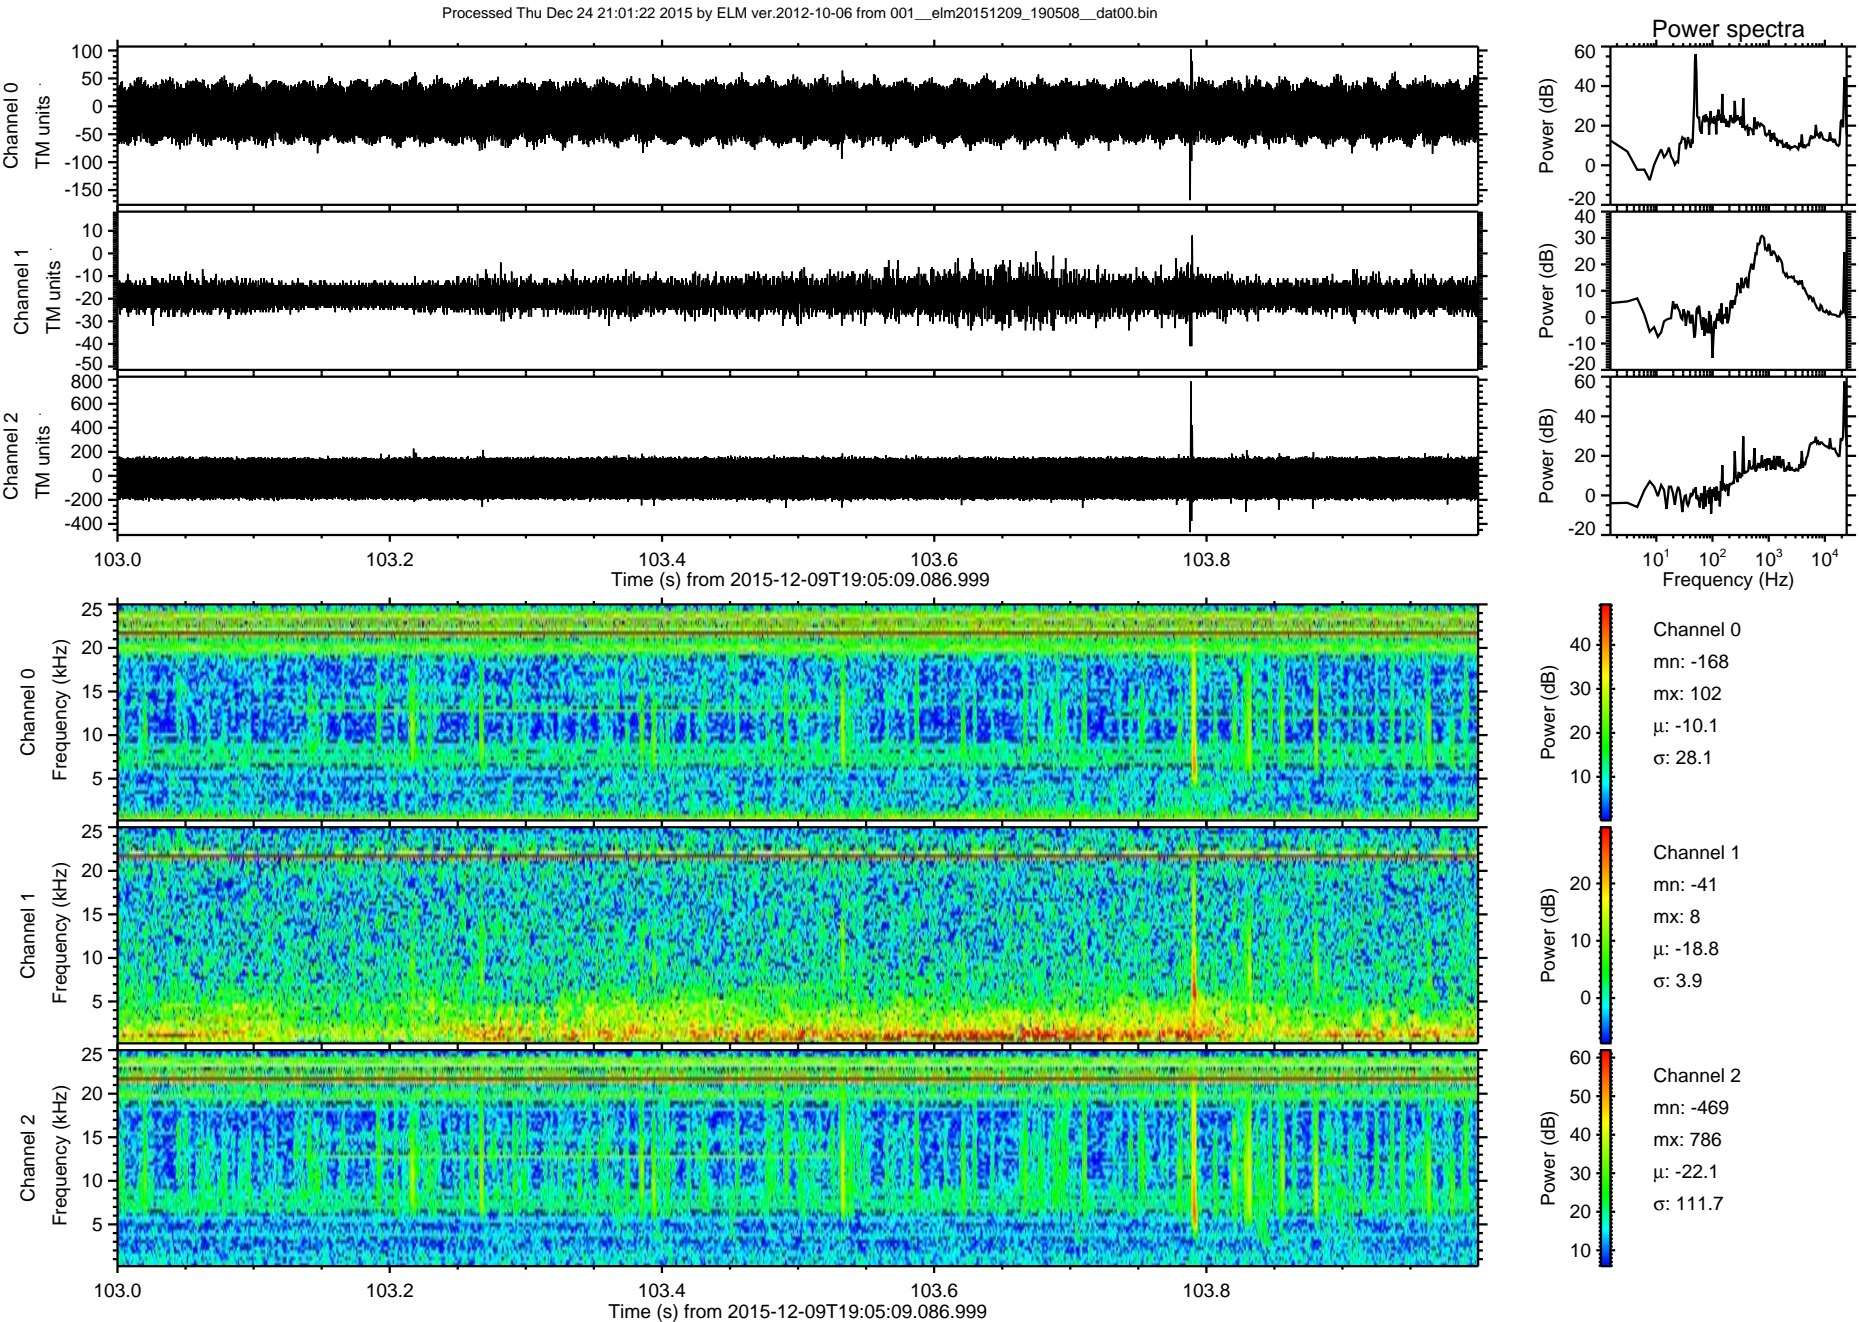 Processed Thu Dec 24 21:01:22 2015 by ELM ver.2012-10-06 from 001__elm20151209_190508__dat00.bin
Power spectra
Channel 0
TM units
100
50
0
-50
-100
-150
Power (dB)
60
40
20
0
-20
Channel 1
TM units
10
0
-10
-20
-30
-40
-50
Power (dB)
40
30
20
10
0
-10
-20
Channel 2
TM units
800
600
400
200
0
-200
-400
Power (dB)
60
40
20
0
-20
103.0 103.2 103.4 103.6 103.8
Time (s) from 2015-12-09T19:05:09.086.999
10^1 10^2 10^3 10^4
Frequency (Hz)
Channel 0
Frequency (kHz)
25
20
15
10
5
Power (dB)
40
30
20
10
Channel 0
mn: -168
mx: 102
μ: -10.1
σ: 28.1
Channel 1
Frequency (kHz)
25
20
15
10
5
Power (dB)
20
10
0
Channel 1
mn: -41
mx: 8
μ: -18.8
σ: 3.9
Channel 2
Frequency (kHz)
25
20
15
10
5
Power (dB)
60
50
40
30
20
10
Channel 2
mn: -469
mx: 786
μ: -22.1
σ: 111.7
103.0 103.2 103.4 103.6 103.8
Time (s) from 2015-12-09T19:05:09.086.999